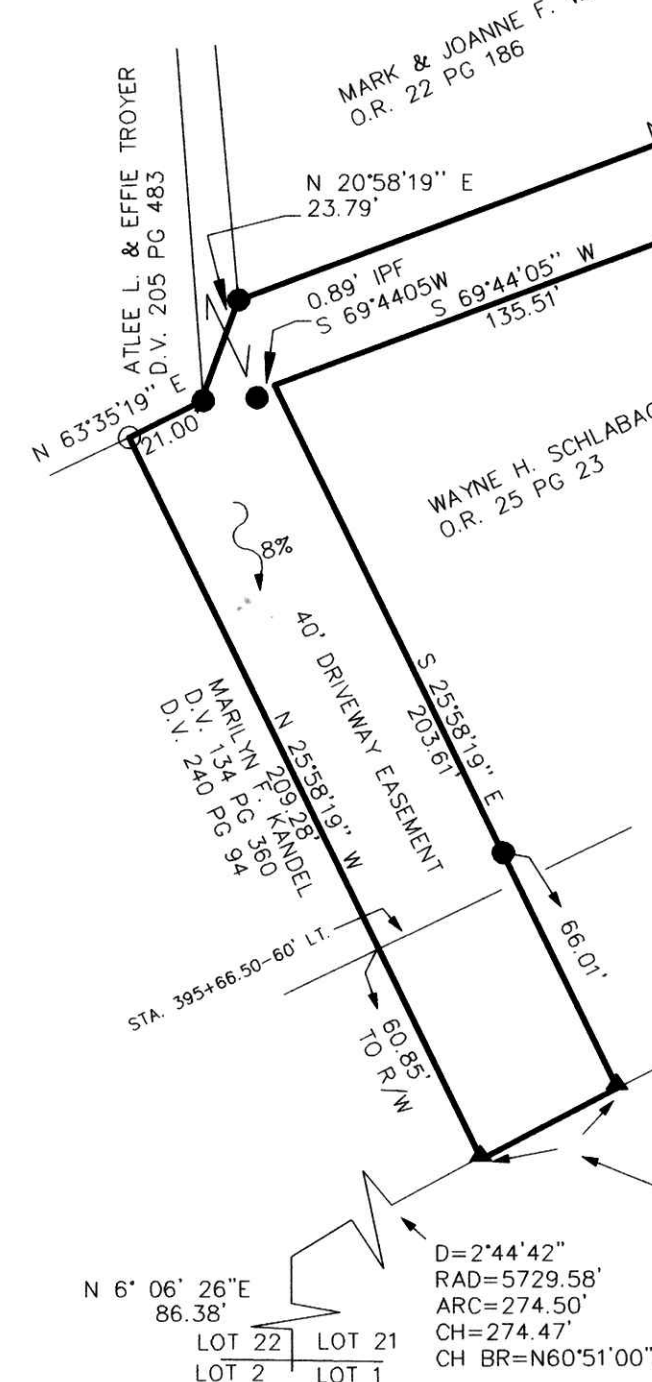 MARK & JOANNE F.
O.R. 22 PG 186
ATLEE L. & EFFIE TROYER
D.V. 205 PG 483
N 20°58'19" E
23.79'
0.89' IPF
S 69°4405W
S 69°44'05" W
135.51'
N 63°35'19" E
21.00'
WAYNE H. SCHLABAC
O.R. 25 PG 23
8%
40' DRIVEWAY EASEMENT
S 25°58'19" E
203.61'
N 25°58'19" W
209.28'
MARILYN F. KANDEL
D.V. 134 PG 360
D.V. 240 PG 94
66.01'
STA. 395+66.50-60' LT.
60.85'
TO R/W
D=2°44'42"
RAD=5729.58'
ARC=274.50'
CH=274.47'
CH BR=N60°51'00"
N 6° 06' 26"E
86.38'
LOT 22 LOT 21
LOT 2 LOT 1